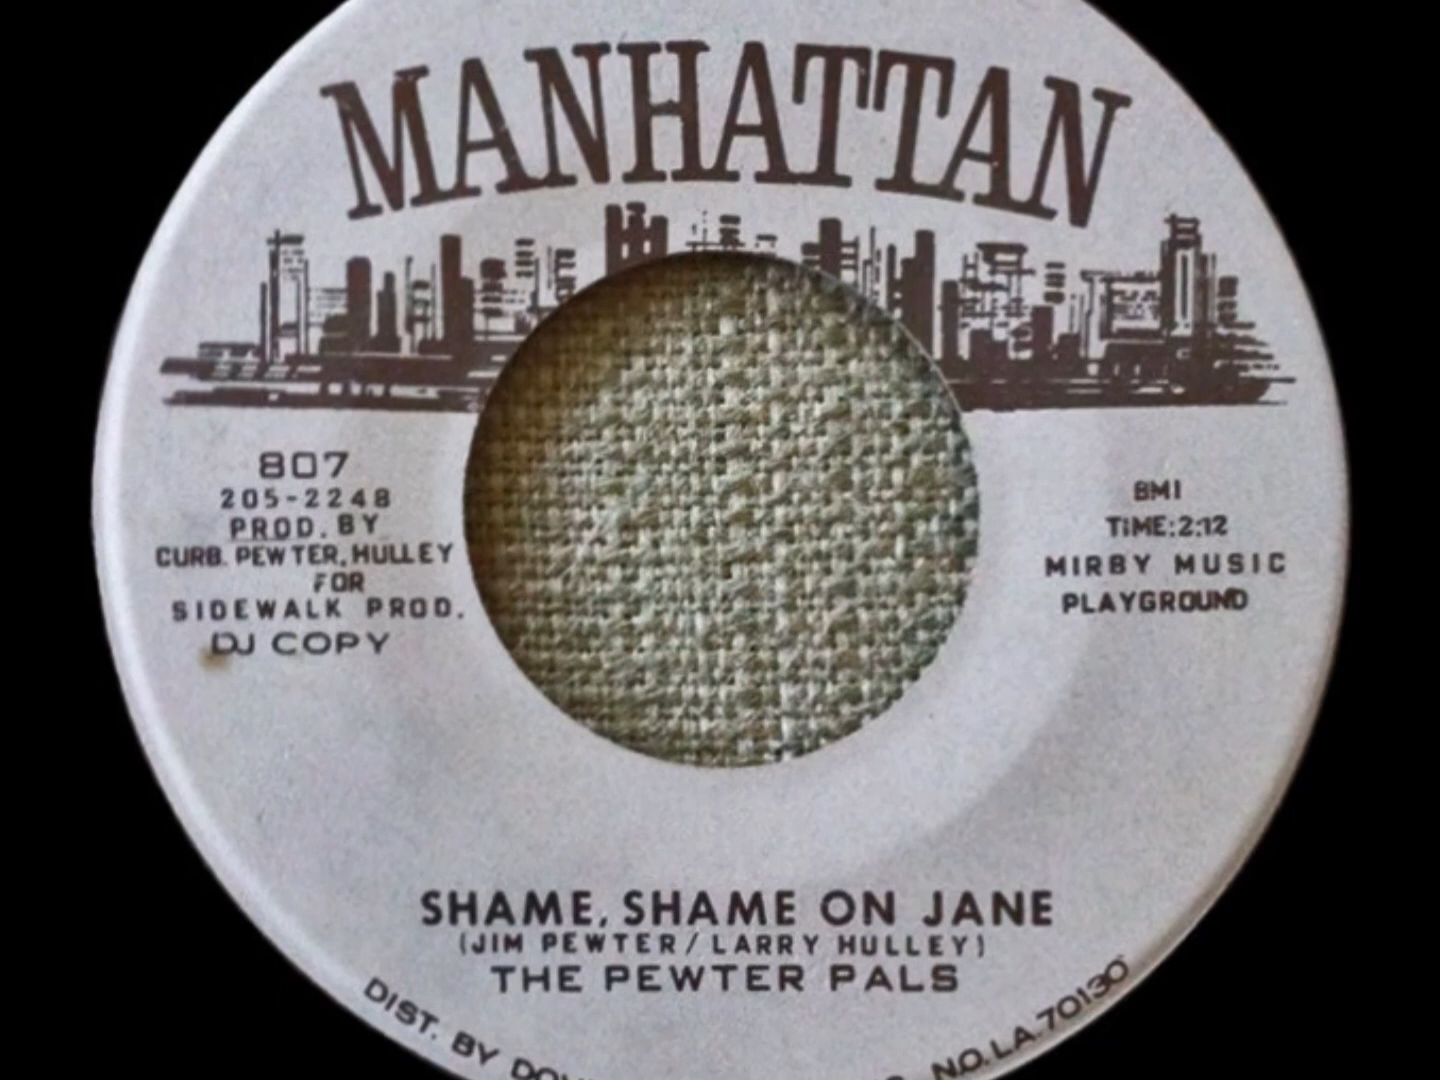 MANHATTAN
807
205-2248
PROD. BY
CURB. PEWTER, HULLEY
FOR
SIDEWALK PROD.
DJ COPY
BMI
TIME: 2:12
MIRBY MUSIC
PLAYGROUND
SHAME, SHAME ON JANE
(JIM PEWTER/LARRY HULLEY)
THE PEWTER PALS
DIST. BY N.O. LA. 70130